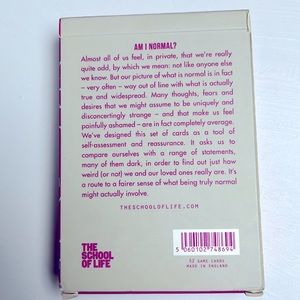 AM I NORMAL?
Almost all of us feel, in private, that we're really
quite odd, by which we mean: not like anyone else
we know. But our picture of what is normal is in fact
– very often – way out of line with what is actually
true and widespread. Many thoughts, fears and
desires that we might assume to be uniquely and
disconcertingly strange – and that make us feel
painfully ashamed – are in fact completely average.
We've designed this set of cards as a tool of
self-assessment and reassurance. It asks us to
compare ourselves with a range of statements,
many of them dark, in order to find out just how
weird (or not) we and our loved ones really are. It's
a route to a fairer sense of what being truly normal
might actually involve.
THESCHOOLOFLIFE.COM
THE
SCHOOL
OF LIFE
5 060102 748694 >
52 GAME CARDS
MADE IN ENGLAND